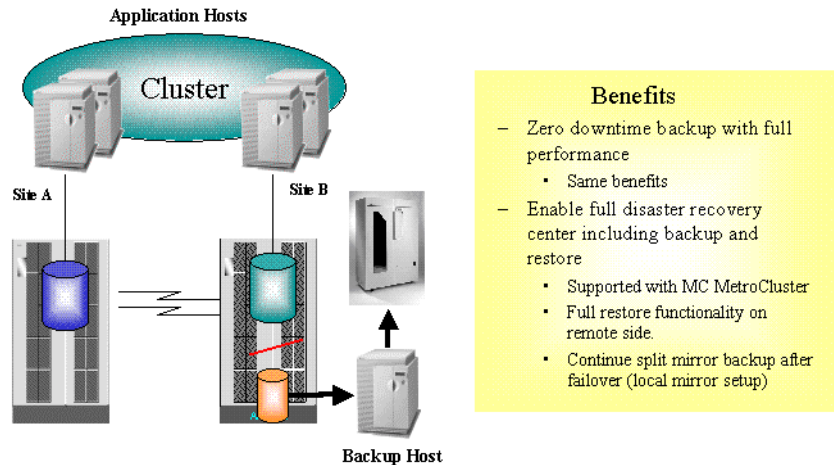 Application Hosts
Cluster
Site A
Site B
A
Backup Host
Benefits
– Zero downtime backup with full
performance
▪ Same benefits
– Enable full disaster recovery
center including backup and
restore
▪ Supported with MC MetroCluster
▪ Full restore functionality on
remote side.
▪ Continue split mirror backup after
failover (local mirror setup)